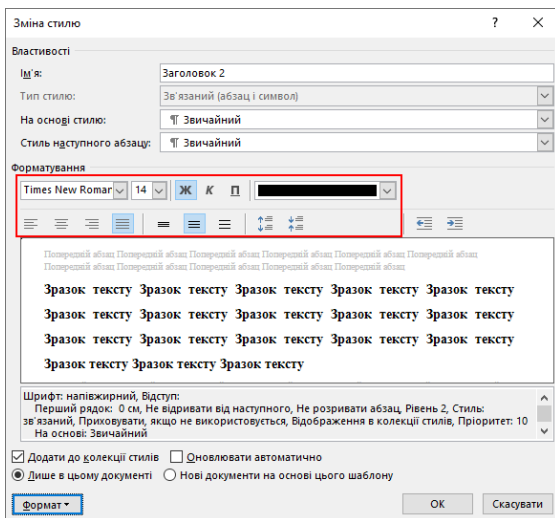 Зміна стилю ? ×
Властивості
Ім'я: Заголовок 2
Тип стилю: Зв'язаний (абзац і символ)
На основі стилю: ¶ Звичайний
Стиль наступного абзацу: ¶ Звичайний
Форматування
Times New Roman 14 Ж К П
Попередній абзац Попередній абзац Попередній абзац Попередній абзац Попередній абзац Попередній абзац
Попередній абзац Попередній абзац Попередній абзац Попередній абзац Попередній абзац
Зразок тексту Зразок тексту Зразок тексту Зразок тексту Зразок тексту
Зразок тексту Зразок тексту Зразок тексту Зразок тексту Зразок тексту
Зразок тексту Зразок тексту Зразок тексту Зразок тексту Зразок тексту
Зразок тексту Зразок тексту Зразок тексту
Шрифт: напівжирний, Відступ:
Перший рядок: 0 см, Не відривати від наступного, Не розривати абзац, Рівень 2, Стиль:
зв'язаний, Приховувати, якщо не використовується, Відображення в колекції стилів, Пріоритет: 10
На основі: Звичайний
Додати до колекції стилів Оновлювати автоматично
Лише в цьому документі Нові документи на основі цього шаблону
Формат OK Скасувати